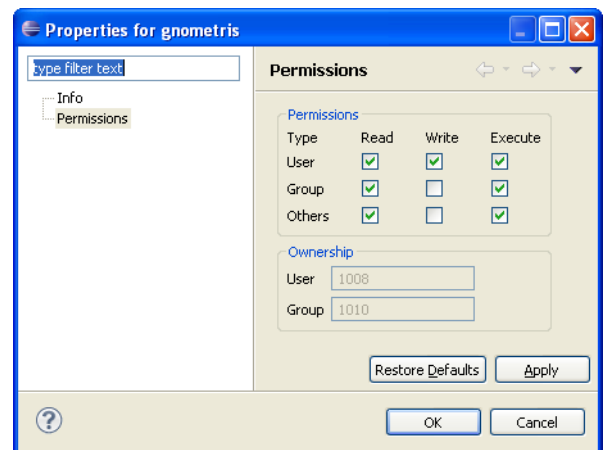 Properties for gnometris
type filter text
Info
Permissions
Permissions
Permissions
Type Read Write Execute
User
Group
Others
Ownership
User 1008
Group 1010
Restore Defaults Apply
? OK Cancel